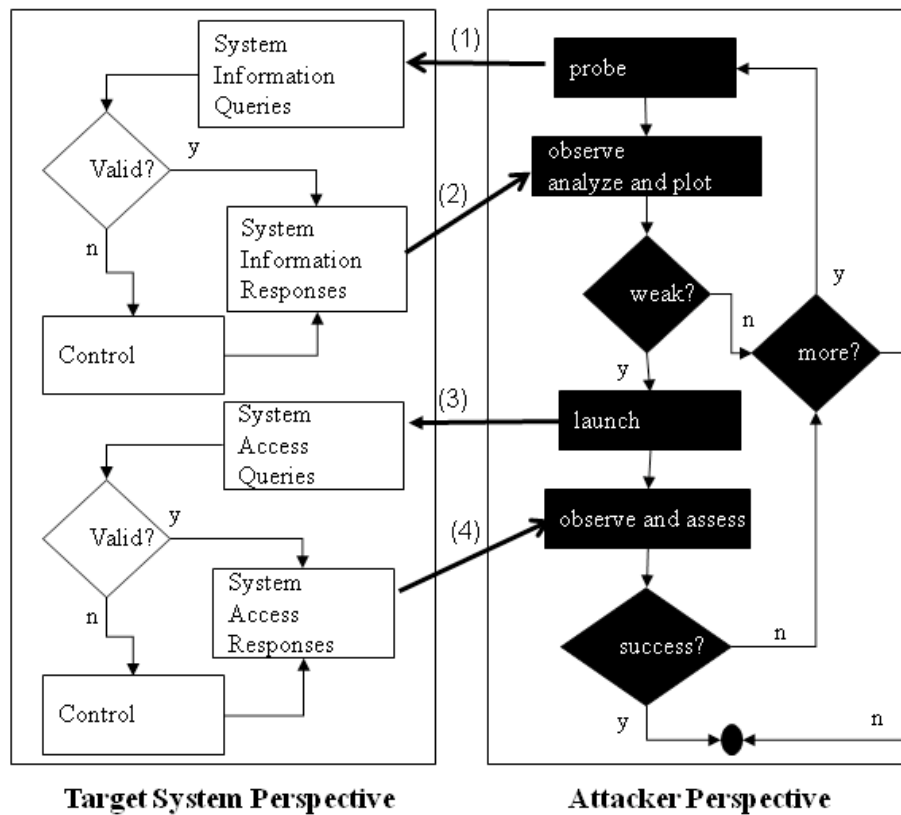 System
Information
Queries
(1)
probe
Valid?
y
n
System
Information
Responses
(2)
observe
analyze and plot
Control
weak?
n
y
more?
y
System
Access
Queries
(3)
launch
Valid?
y
n
System
Access
Responses
(4)
observe and assess
Control
success?
n
y
n
Target System Perspective
Attacker Perspective